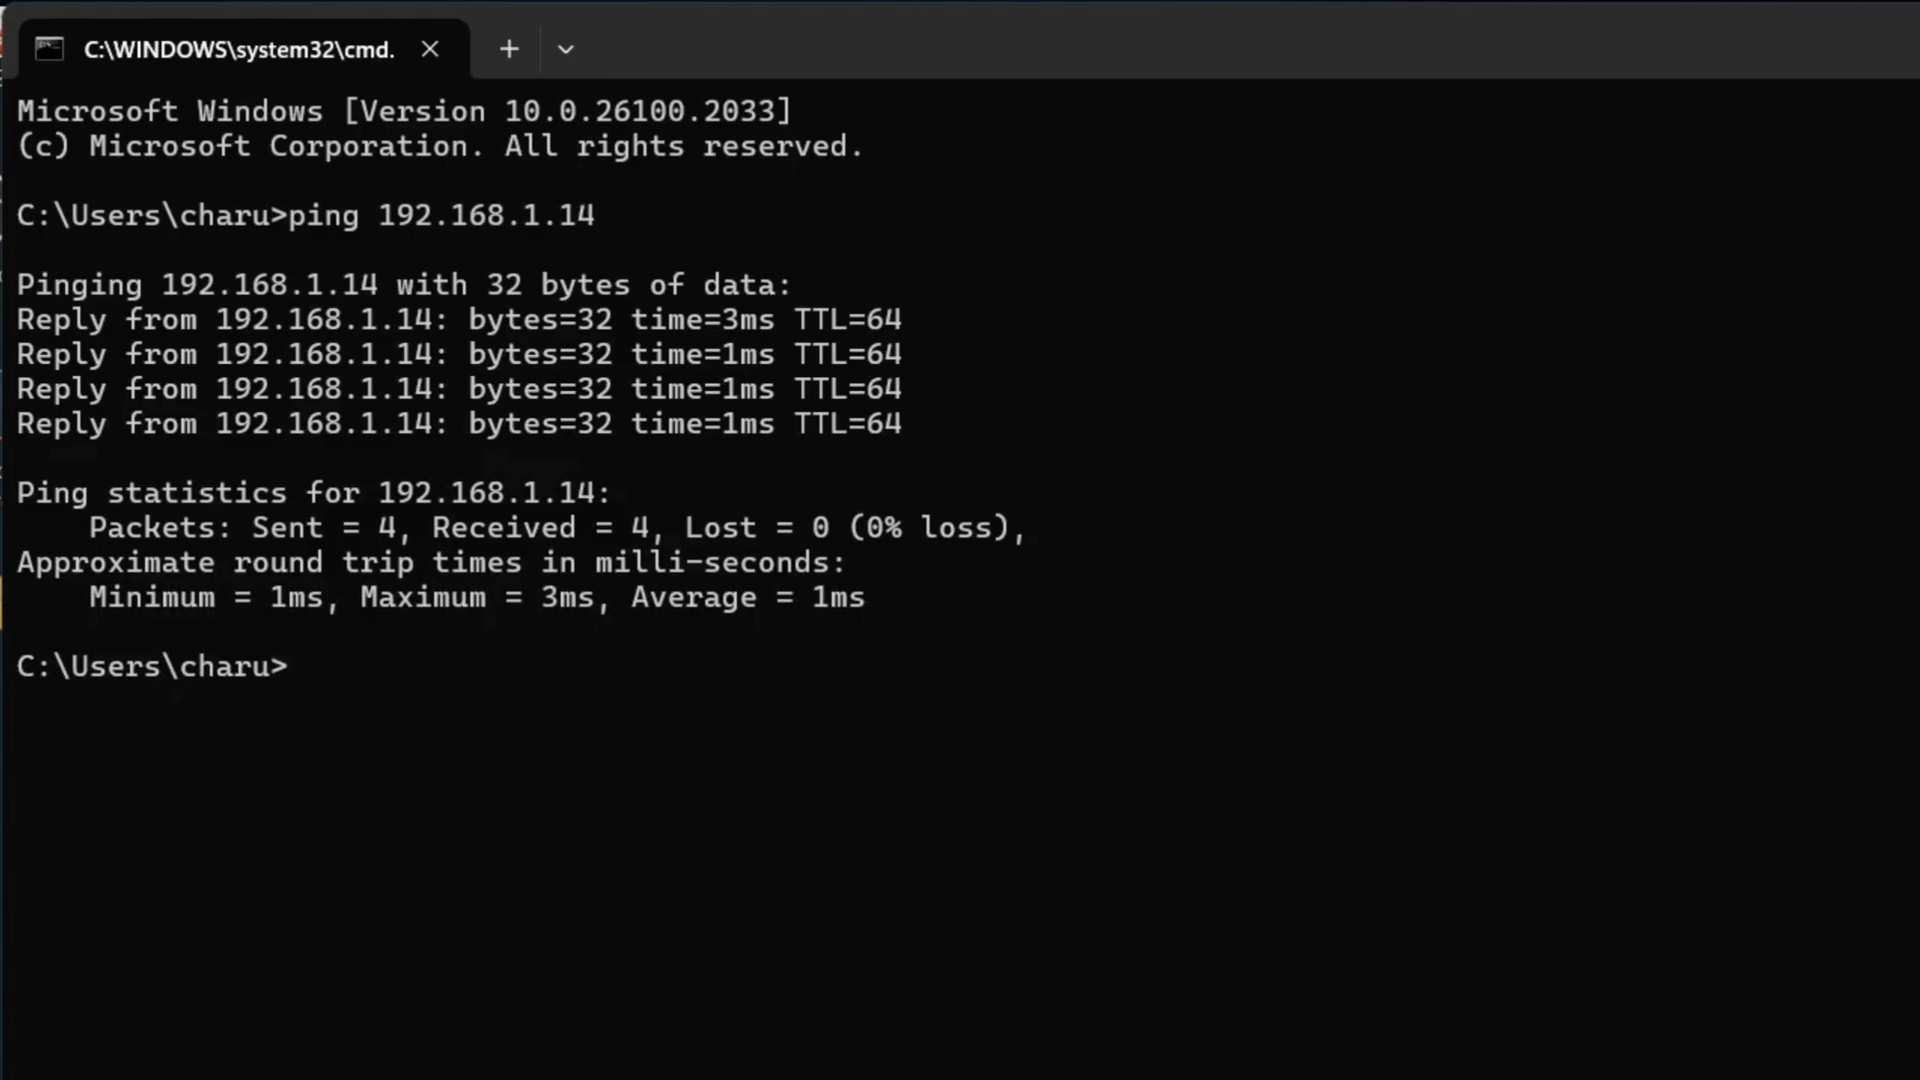 C:\WINDOWS\system32\cmd.
Microsoft Windows [Version 10.0.26100.2033]
(c) Microsoft Corporation. All rights reserved.
C:\Users\charu>ping 192.168.1.14
Pinging 192.168.1.14 with 32 bytes of data:
Reply from 192.168.1.14: bytes=32 time=3ms TTL=64
Reply from 192.168.1.14: bytes=32 time=1ms TTL=64
Reply from 192.168.1.14: bytes=32 time=1ms TTL=64
Reply from 192.168.1.14: bytes=32 time=1ms TTL=64
Ping statistics for 192.168.1.14:
    Packets: Sent = 4, Received = 4, Lost = 0 (0% loss),
Approximate round trip times in milli-seconds:
    Minimum = 1ms, Maximum = 3ms, Average = 1ms
C:\Users\charu>